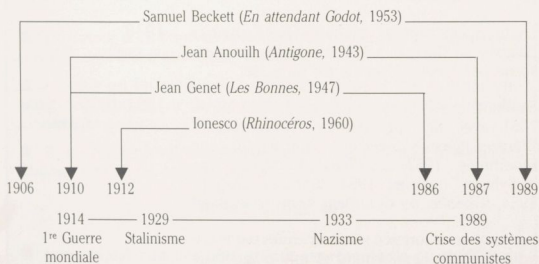 Samuel Beckett (En attendant Godot, 1953)
Jean Anouilh (Antigone, 1943)
Jean Genet (Les Bonnes, 1947)
Ionesco (Rhinocéros, 1960)
1906 1910 1912 1986 1987 1989
1914 1929 1933 1989
1re Guerre Stalinisme Nazisme Crise des systèmes
mondiale communistes